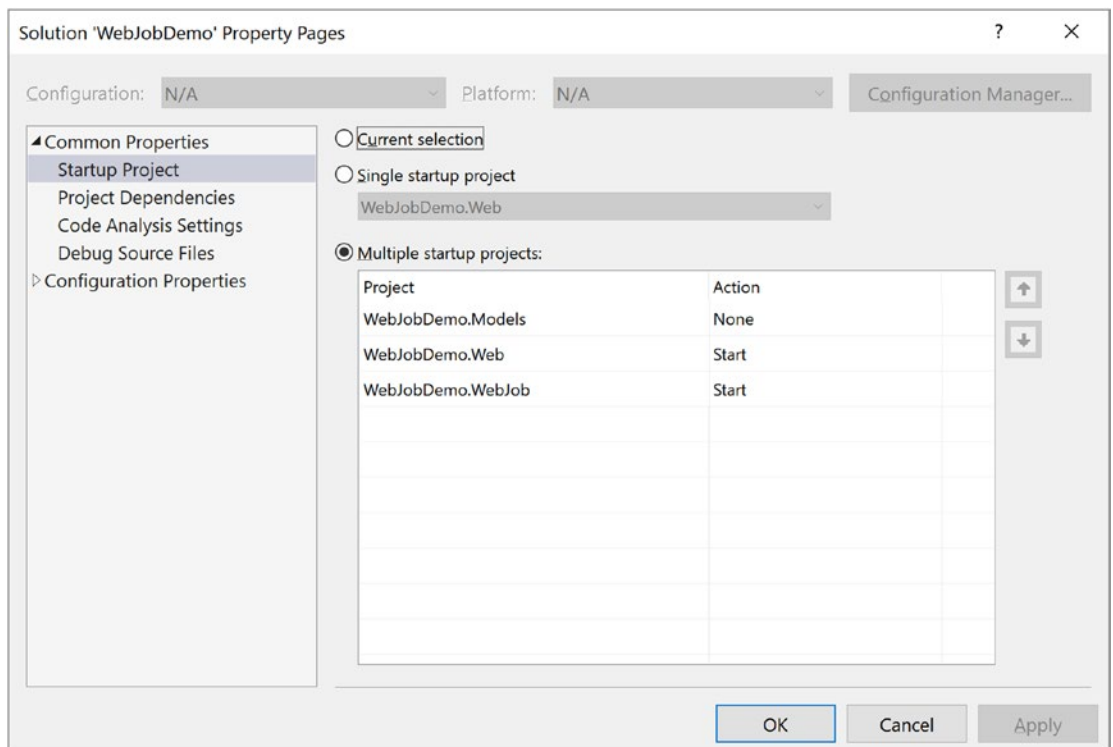 Solution 'WebJobDemo' Property Pages ?
Configuration: N/A Platform: N/A Configuration Manager...
Common Properties
Startup Project
Project Dependencies
Code Analysis Settings
Debug Source Files
Configuration Properties
Current selection
Single startup project
WebJobDemo.Web
Multiple startup projects:
Project Action
WebJobDemo.Models None
WebJobDemo.Web Start
WebJobDemo.WebJob Start
OK Cancel Apply